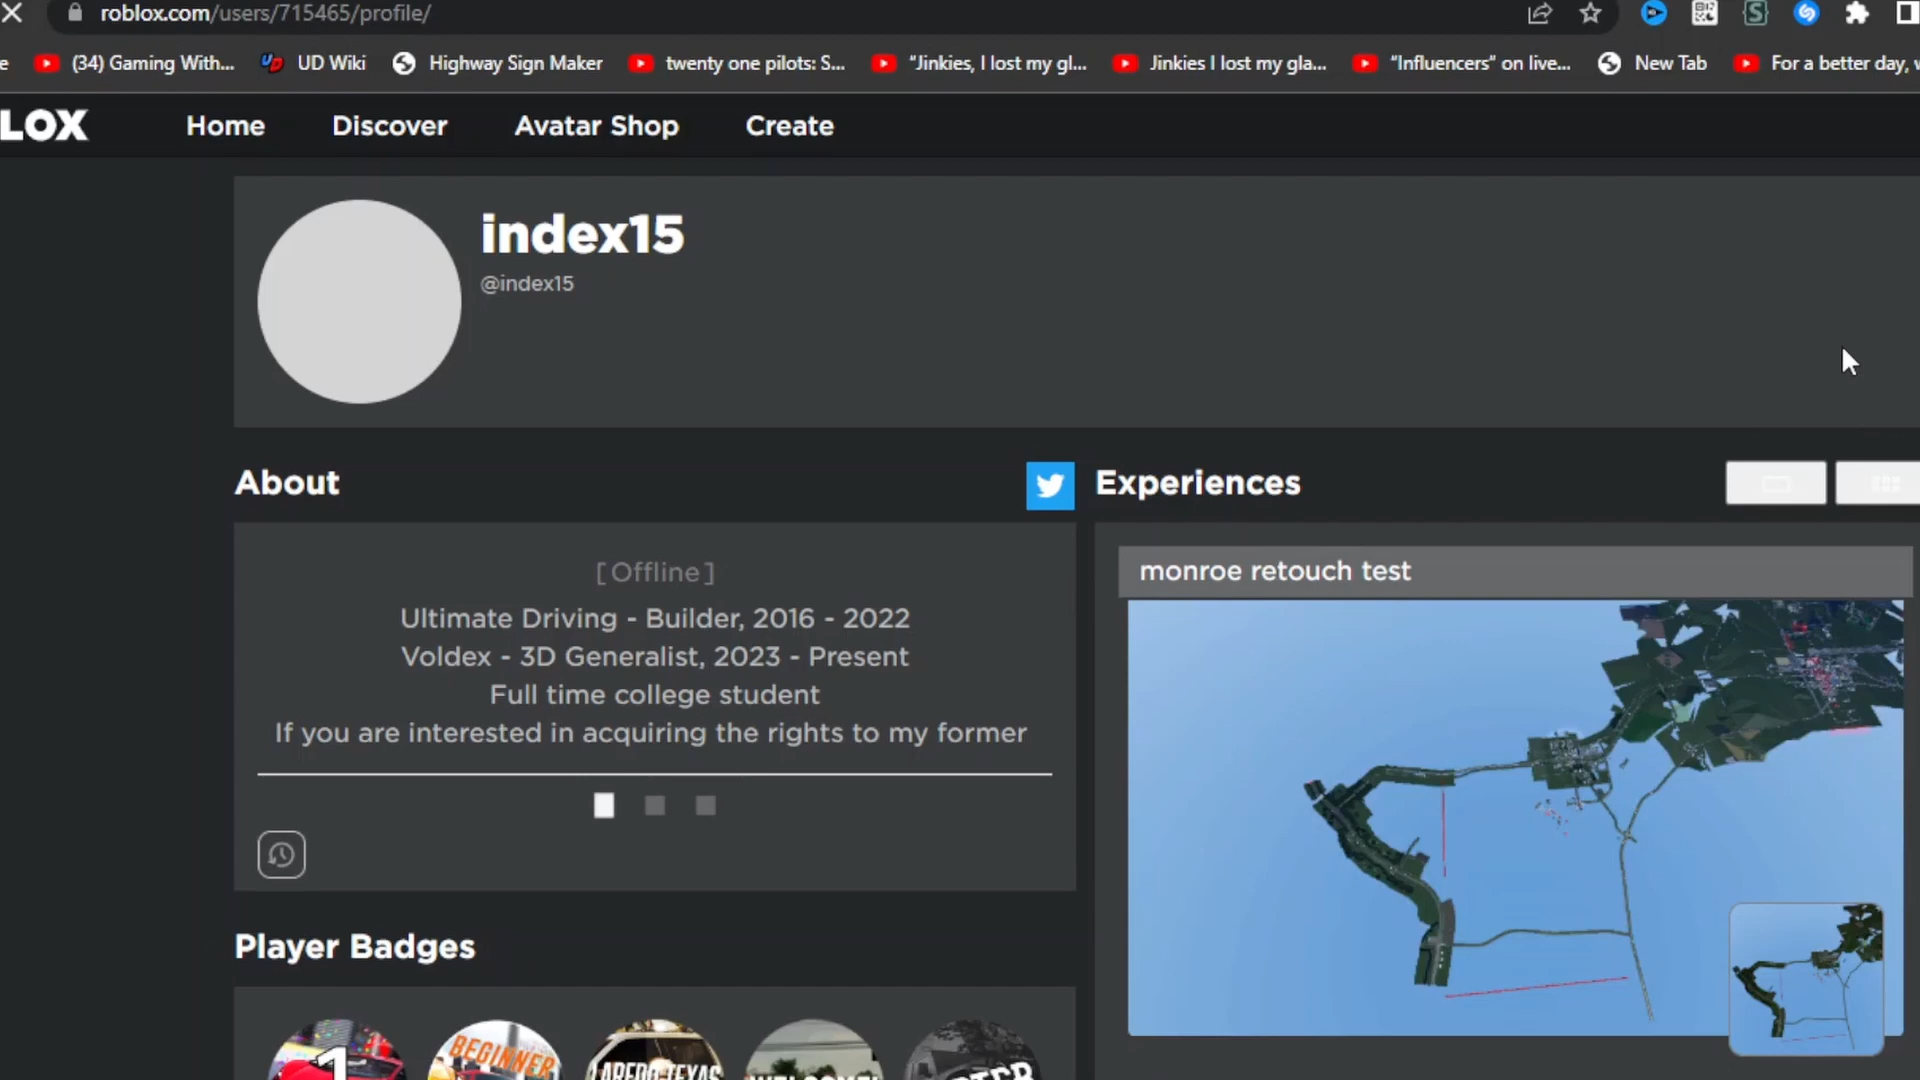 roblox.com/users/715465/profile/
e (34) Gaming With... UD Wiki Highway Sign Maker twenty one pilots: S... "Jinkies, I lost my gl... Jinkies I lost my gla... "Influencers" on live... New Tab For a better day,
LOX Home Discover Avatar Shop Create
index15
@index15
About
[ Offline ]
Ultimate Driving - Builder, 2016 - 2022
Voldex - 3D Generalist, 2023 - Present
Full time college student
If you are interested in acquiring the rights to my former
Experiences
monroe retouch test
Player Badges
1
BEGINNER
LAREDO TEXAS